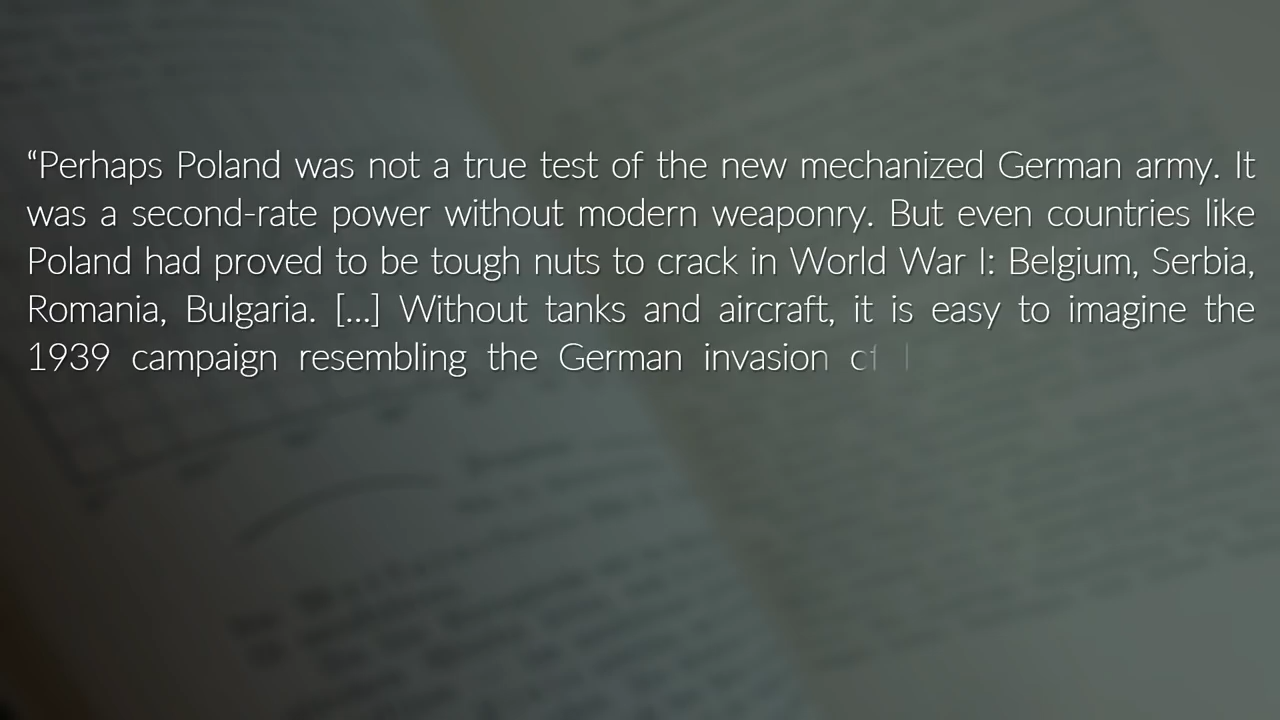 “Perhaps Poland was not a true test of the new mechanized German army. It
was a second-rate power without modern weaponry. But even countries like
Poland had proved to be tough nuts to crack in World War I: Belgium, Serbia,
Romania, Bulgaria. [...] Without tanks and aircraft, it is easy to imagine the
1939 campaign resembling the German invasion of